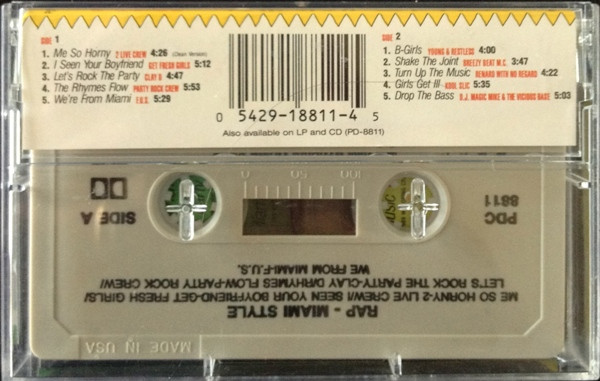 SIDE 1
1. Me So Horny 2 LIVE CREW 4:26 (Clean Version)
2. I Seen Your Boyfriend GET FRESH GIRLS 5:12
3. Let's Rock The Party CLAY D 4:47
4. The Rhymes Flow PARTY ROCK CREW 5:53
5. We're From Miami F.U.S. 5:29
0 5429-18811-4 5
Also available on LP and CD (PD-8811)
SIDE 2
1. B-Girls YOUNG & RESTLESS 4:00
2. Shake The Joint BREEZY BEAT M.C. 3:47
3. Turn Up The Music BEWARD WITH NO REGARD 4:22
4. Girls Get Ill KOOL SLIC 5:35
5. Drop The Bass D.J. MAGIC MIKE & THE VICIOUS BASE 5:03
SIDE A
0 50 100
PDC
8811
RAP - MIAMI STYLE
ME SO HORNY-2 LIVE CREW/I SEEN YOUR BOYFRIEND-GET FRESH GIRLS/
LET'S ROCK THE PARTY-CLAY D/RHYMES FLOW-PARTY ROCK CREW/
WE FROM MIAMI-F.U.S.
MADE IN USA